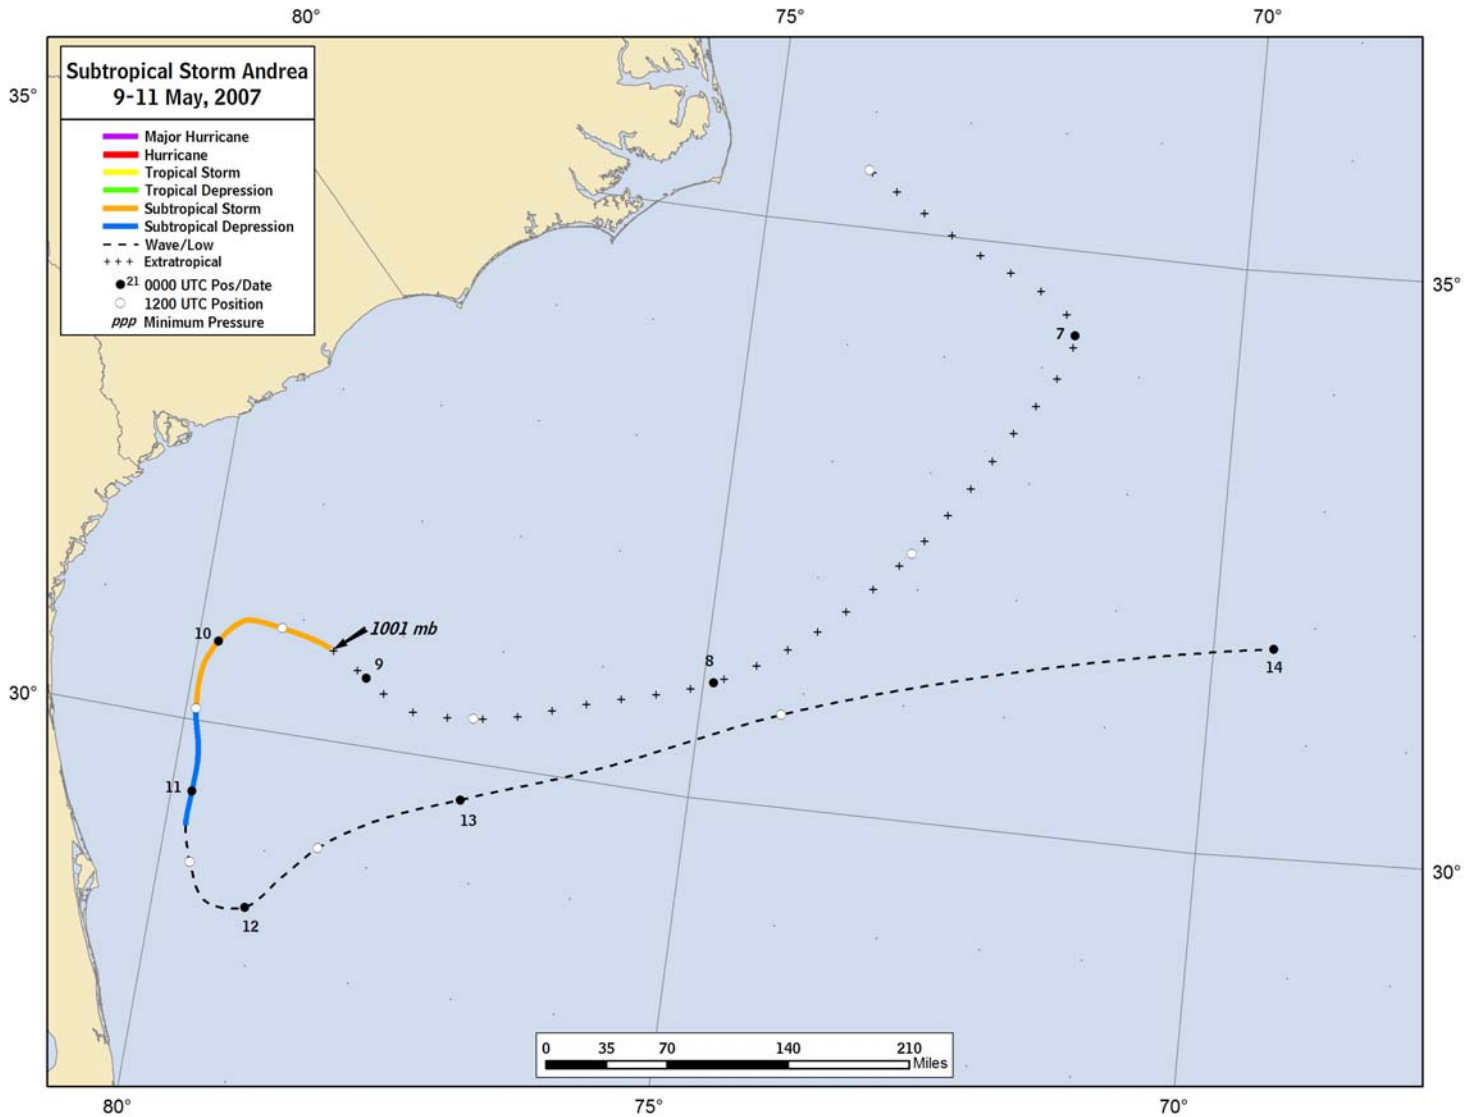 80° 75° 70°
35°
Subtropical Storm Andrea
9-11 May, 2007
Major Hurricane
Hurricane
Tropical Storm
Tropical Depression
Subtropical Storm
Subtropical Depression
Wave/Low
+++ Extratropical
21 0000 UTC Pos/Date
1200 UTC Position
ppp Minimum Pressure
35°
7
10
1001 mb
9
8
14
30°
11
13
30°
12
0 35 70 140 210
Miles
80° 75° 70°